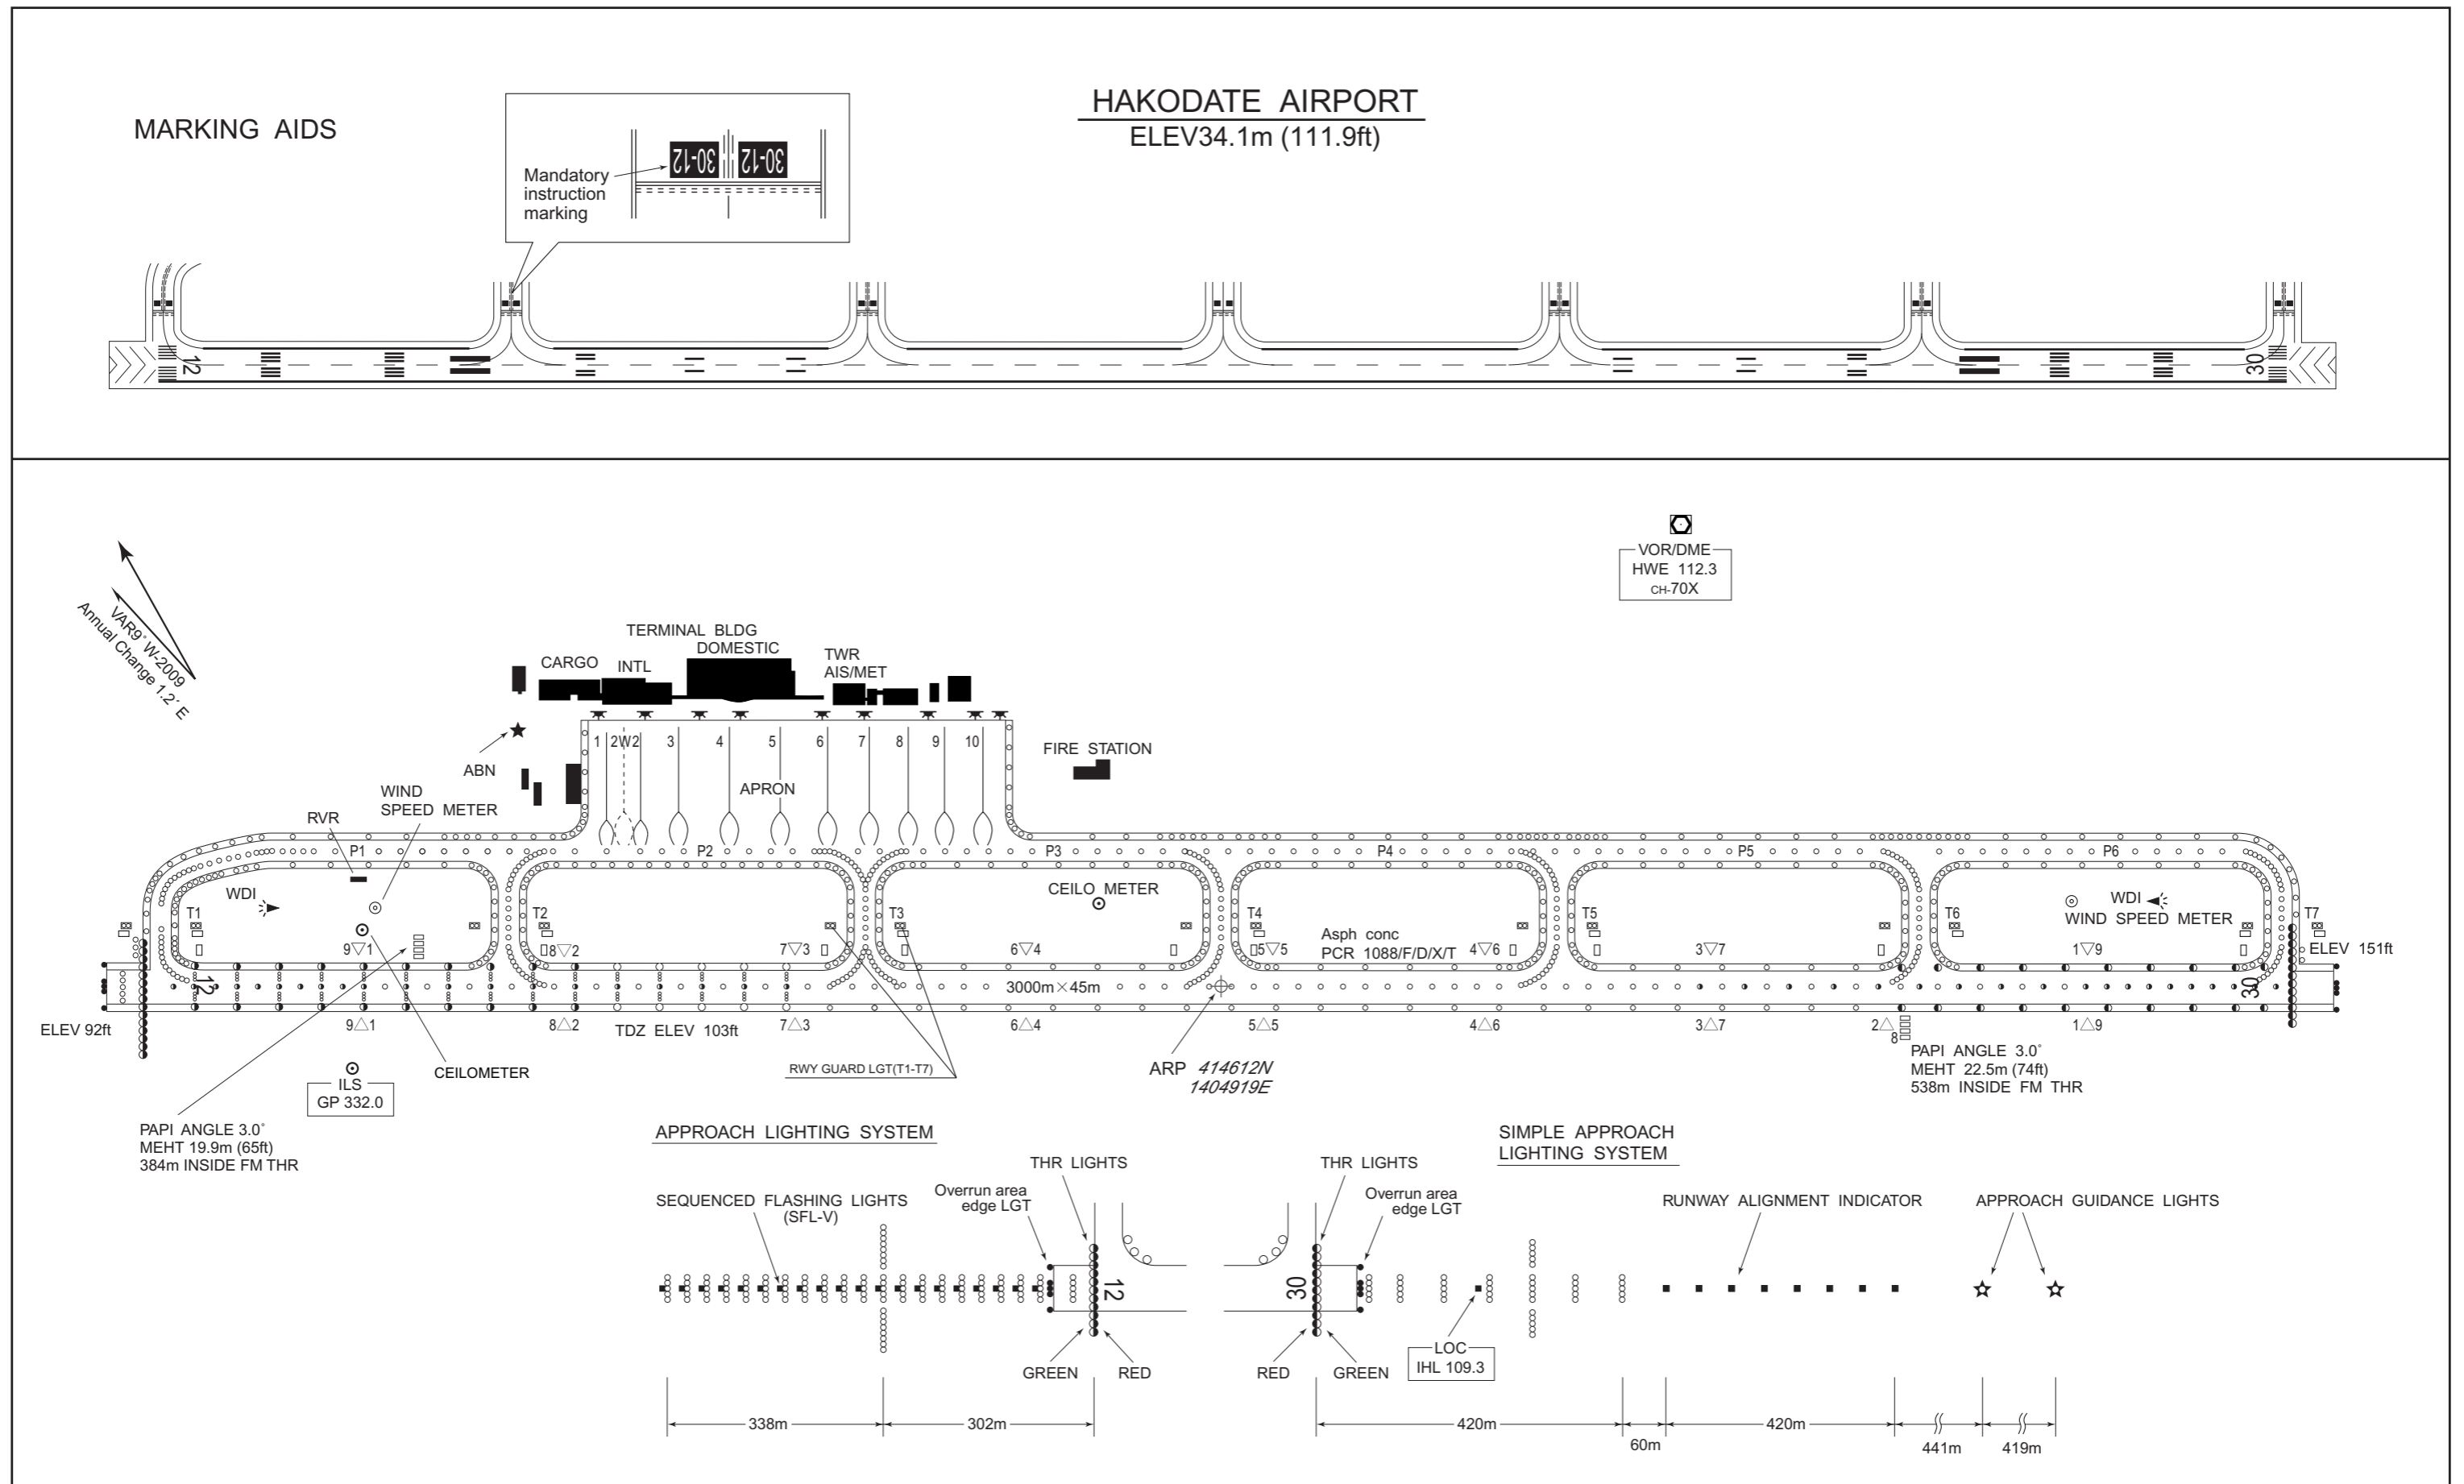 HAKODATE AIRPORT
ELEV34.1m (111.9ft)
MARKING AIDS
30-12 30-12
Mandatory
instruction
marking
12
30
VOR/DME
HWE 112.3
CH-70X
VAR9° W-2009
Annual Change 1.2´ E
TERMINAL BLDG
DOMESTIC
CARGO
INTL
TWR
AIS/MET
ABN
1 2W2 3 4 5 6 7 8 9 10
APRON
FIRE STATION
WIND
SPEED METER
RVR
P1 P2 P3 P4 P5 P6
WDI
CEILO METER
WDI
WIND SPEED METER
T1 T2 T3 T4 T5 T6 T7
Asph conc
PCR 1088/F/D/X/T
9▽1 8▽2 7▽3 6▽4 5▽5 4▽6 3▽7 1▽9
ELEV 151ft
12
3000m×45m
30
ELEV 92ft
9△1 8△2 TDZ ELEV 103ft 7△3 6△4 5△5 4△6 3△7 2△8 1△9
CEILOMETER
ILS
GP 332.0
RWY GUARD LGT(T1-T7)
ARP 414612N
1404919E
PAPI ANGLE 3.0°
MEHT 22.5m (74ft)
538m INSIDE FM THR
PAPI ANGLE 3.0°
MEHT 19.9m (65ft)
384m INSIDE FM THR
APPROACH LIGHTING SYSTEM
SIMPLE APPROACH
LIGHTING SYSTEM
THR LIGHTS
THR LIGHTS
SEQUENCED FLASHING LIGHTS
(SFL-V)
Overrun area
edge LGT
Overrun area
edge LGT
RUNWAY ALIGNMENT INDICATOR
APPROACH GUIDANCE LIGHTS
12
30
GREEN RED
RED GREEN
LOC
IHL 109.3
338m 302m 420m 60m 420m 441m 419m